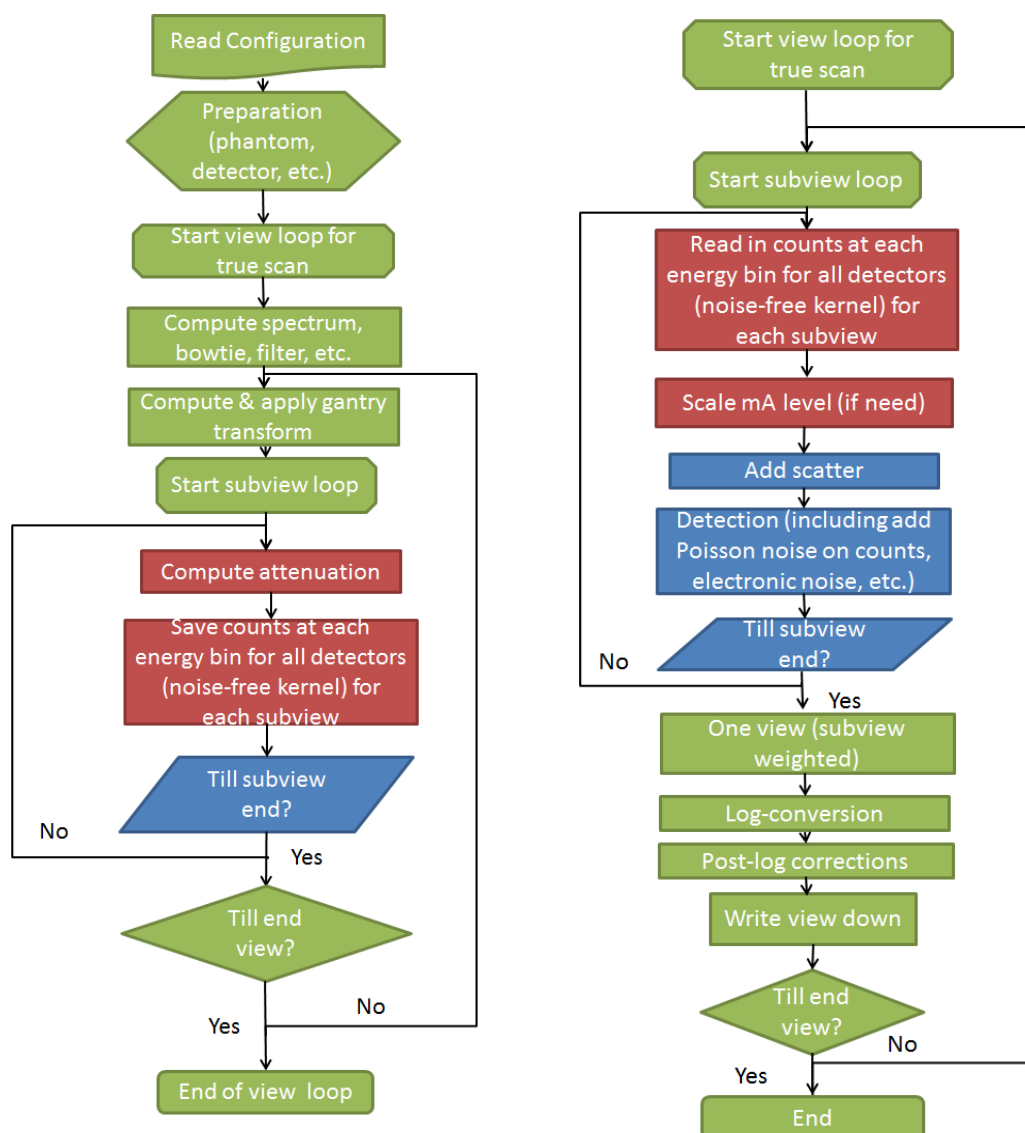 Read Configuration
Preparation
(phantom,
detector, etc.)
Start view loop for
true scan
Compute spectrum,
bowtie, filter, etc.
Compute & apply gantry
transform
Start subview loop
Compute attenuation
Save counts at each
energy bin for all detectors
(noise-free kernel) for
each subview
Till subview
end?
No
Yes
Till end
view?
No
Yes
End of view loop
Start view loop for
true scan
Start subview loop
Read in counts at each
energy bin for all detectors
(noise-free kernel) for
each subview
Scale mA level (if need)
Add scatter
Detection (including add
Poisson noise on counts,
electronic noise, etc.)
Till subview
end?
No
Yes
One view (subview
weighted)
Log-conversion
Post-log corrections
Write view down
Till end
view?
No
Yes
End